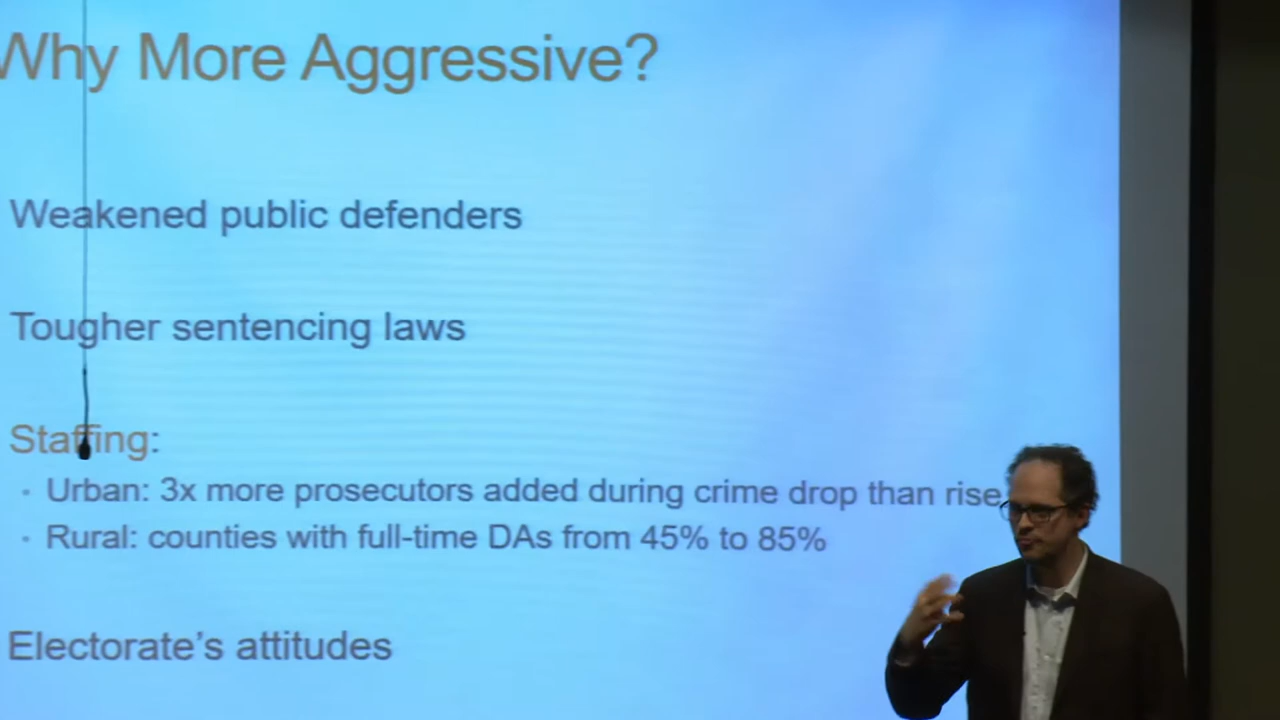 Why More Aggressive?
Weakened public defenders
Tougher sentencing laws
Staffing:
· Urban: 3x more prosecutors added during crime drop than rise
· Rural: counties with full-time DAs from 45% to 85%
Electorate's attitudes